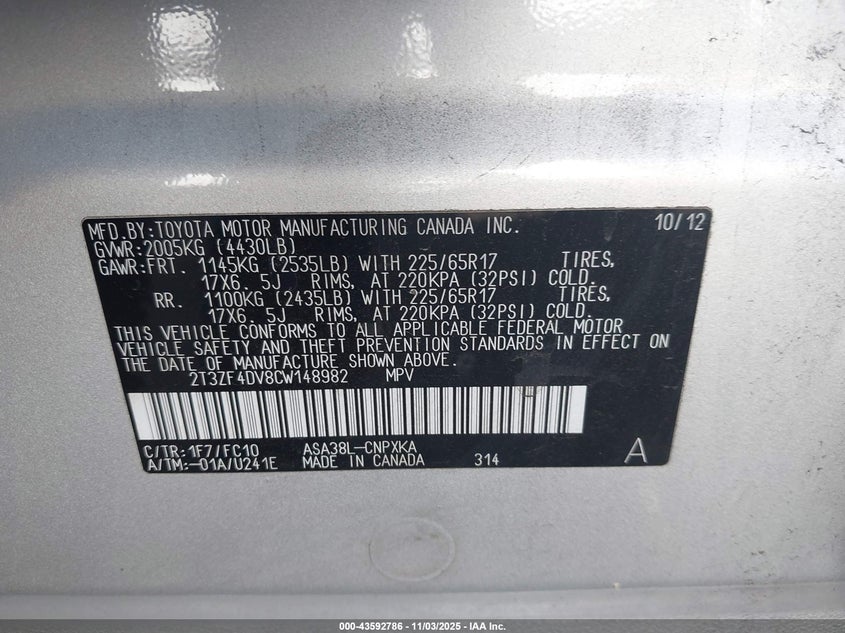 MFD.BY:TOYOTA MOTOR MANUFACTURING CANADA INC. 10/12
GVWR:2005KG (4430LB)
GAWR:FRT. 1145KG (2535LB) WITH 225/65R17 TIRES,
17X6.5J RIMS, AT 220KPA (32PSI) COLD.
RR. 1100KG (2435LB) WITH 225/65R17 TIRES,
17X6.5J RIMS, AT 220KPA (32PSI) COLD.
THIS VEHICLE CONFORMS TO ALL APPLICABLE FEDERAL MOTOR
VEHICLE SAFETY AND THEFT PREVENTION STANDARDS IN EFFECT ON
THE DATE OF MANUFACTURE SHOWN ABOVE.
2T3ZF4DV8CW148982 MPV
C/TR:1F7/FC10 ASA38L-CNPXKA
A/TM:-01A/U241E MADE IN CANADA 314 A
000-43592786 - 11/03/2025 - IAA Inc.